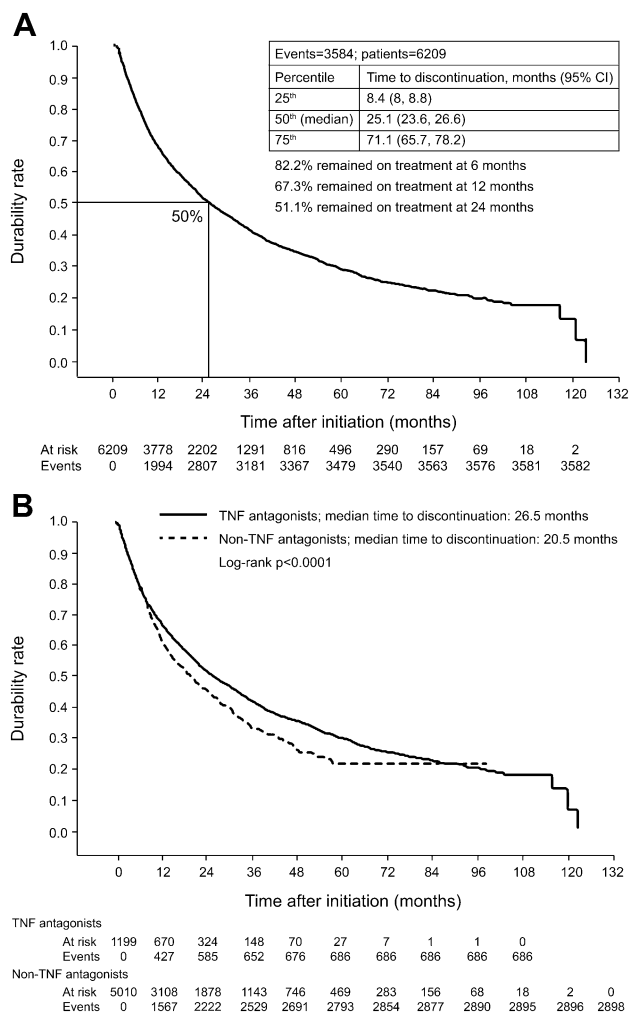 A
Events=3584; patients=6209
Percentile Time to discontinuation, months (95% CI)
25th 8.4 (8, 8.8)
50th (median) 25.1 (23.6, 26.6)
75th 71.1 (65.7, 78.2)
82.2% remained on treatment at 6 months
67.3% remained on treatment at 12 months
51.1% remained on treatment at 24 months
Durability rate
1.0
0.9
0.8
0.7
0.6
0.5
0.4
0.3
0.2
0.1
0.0
50%
0 12 24 36 48 60 72 84 96 108 120 132
Time after initiation (months)
At risk 6209 3778 2202 1291 816 496 290 157 69 18 2
Events 0 1994 2807 3181 3367 3479 3540 3563 3576 3581 3582
B
TNF antagonists; median time to discontinuation: 26.5 months
Non-TNF antagonists; median time to discontinuation: 20.5 months
Log-rank p<0.0001
Durability rate
1.0
0.9
0.8
0.7
0.6
0.5
0.4
0.3
0.2
0.1
0.0
0 12 24 36 48 60 72 84 96 108 120 132
Time after initiation (months)
TNF antagonists
At risk 1199 670 324 148 70 27 7 1 1 0
Events 0 427 585 652 676 686 686 686 686 686
Non-TNF antagonists
At risk 5010 3108 1878 1143 746 469 283 156 68 18 2 0
Events 0 1567 2222 2529 2691 2793 2854 2877 2890 2895 2896 2898